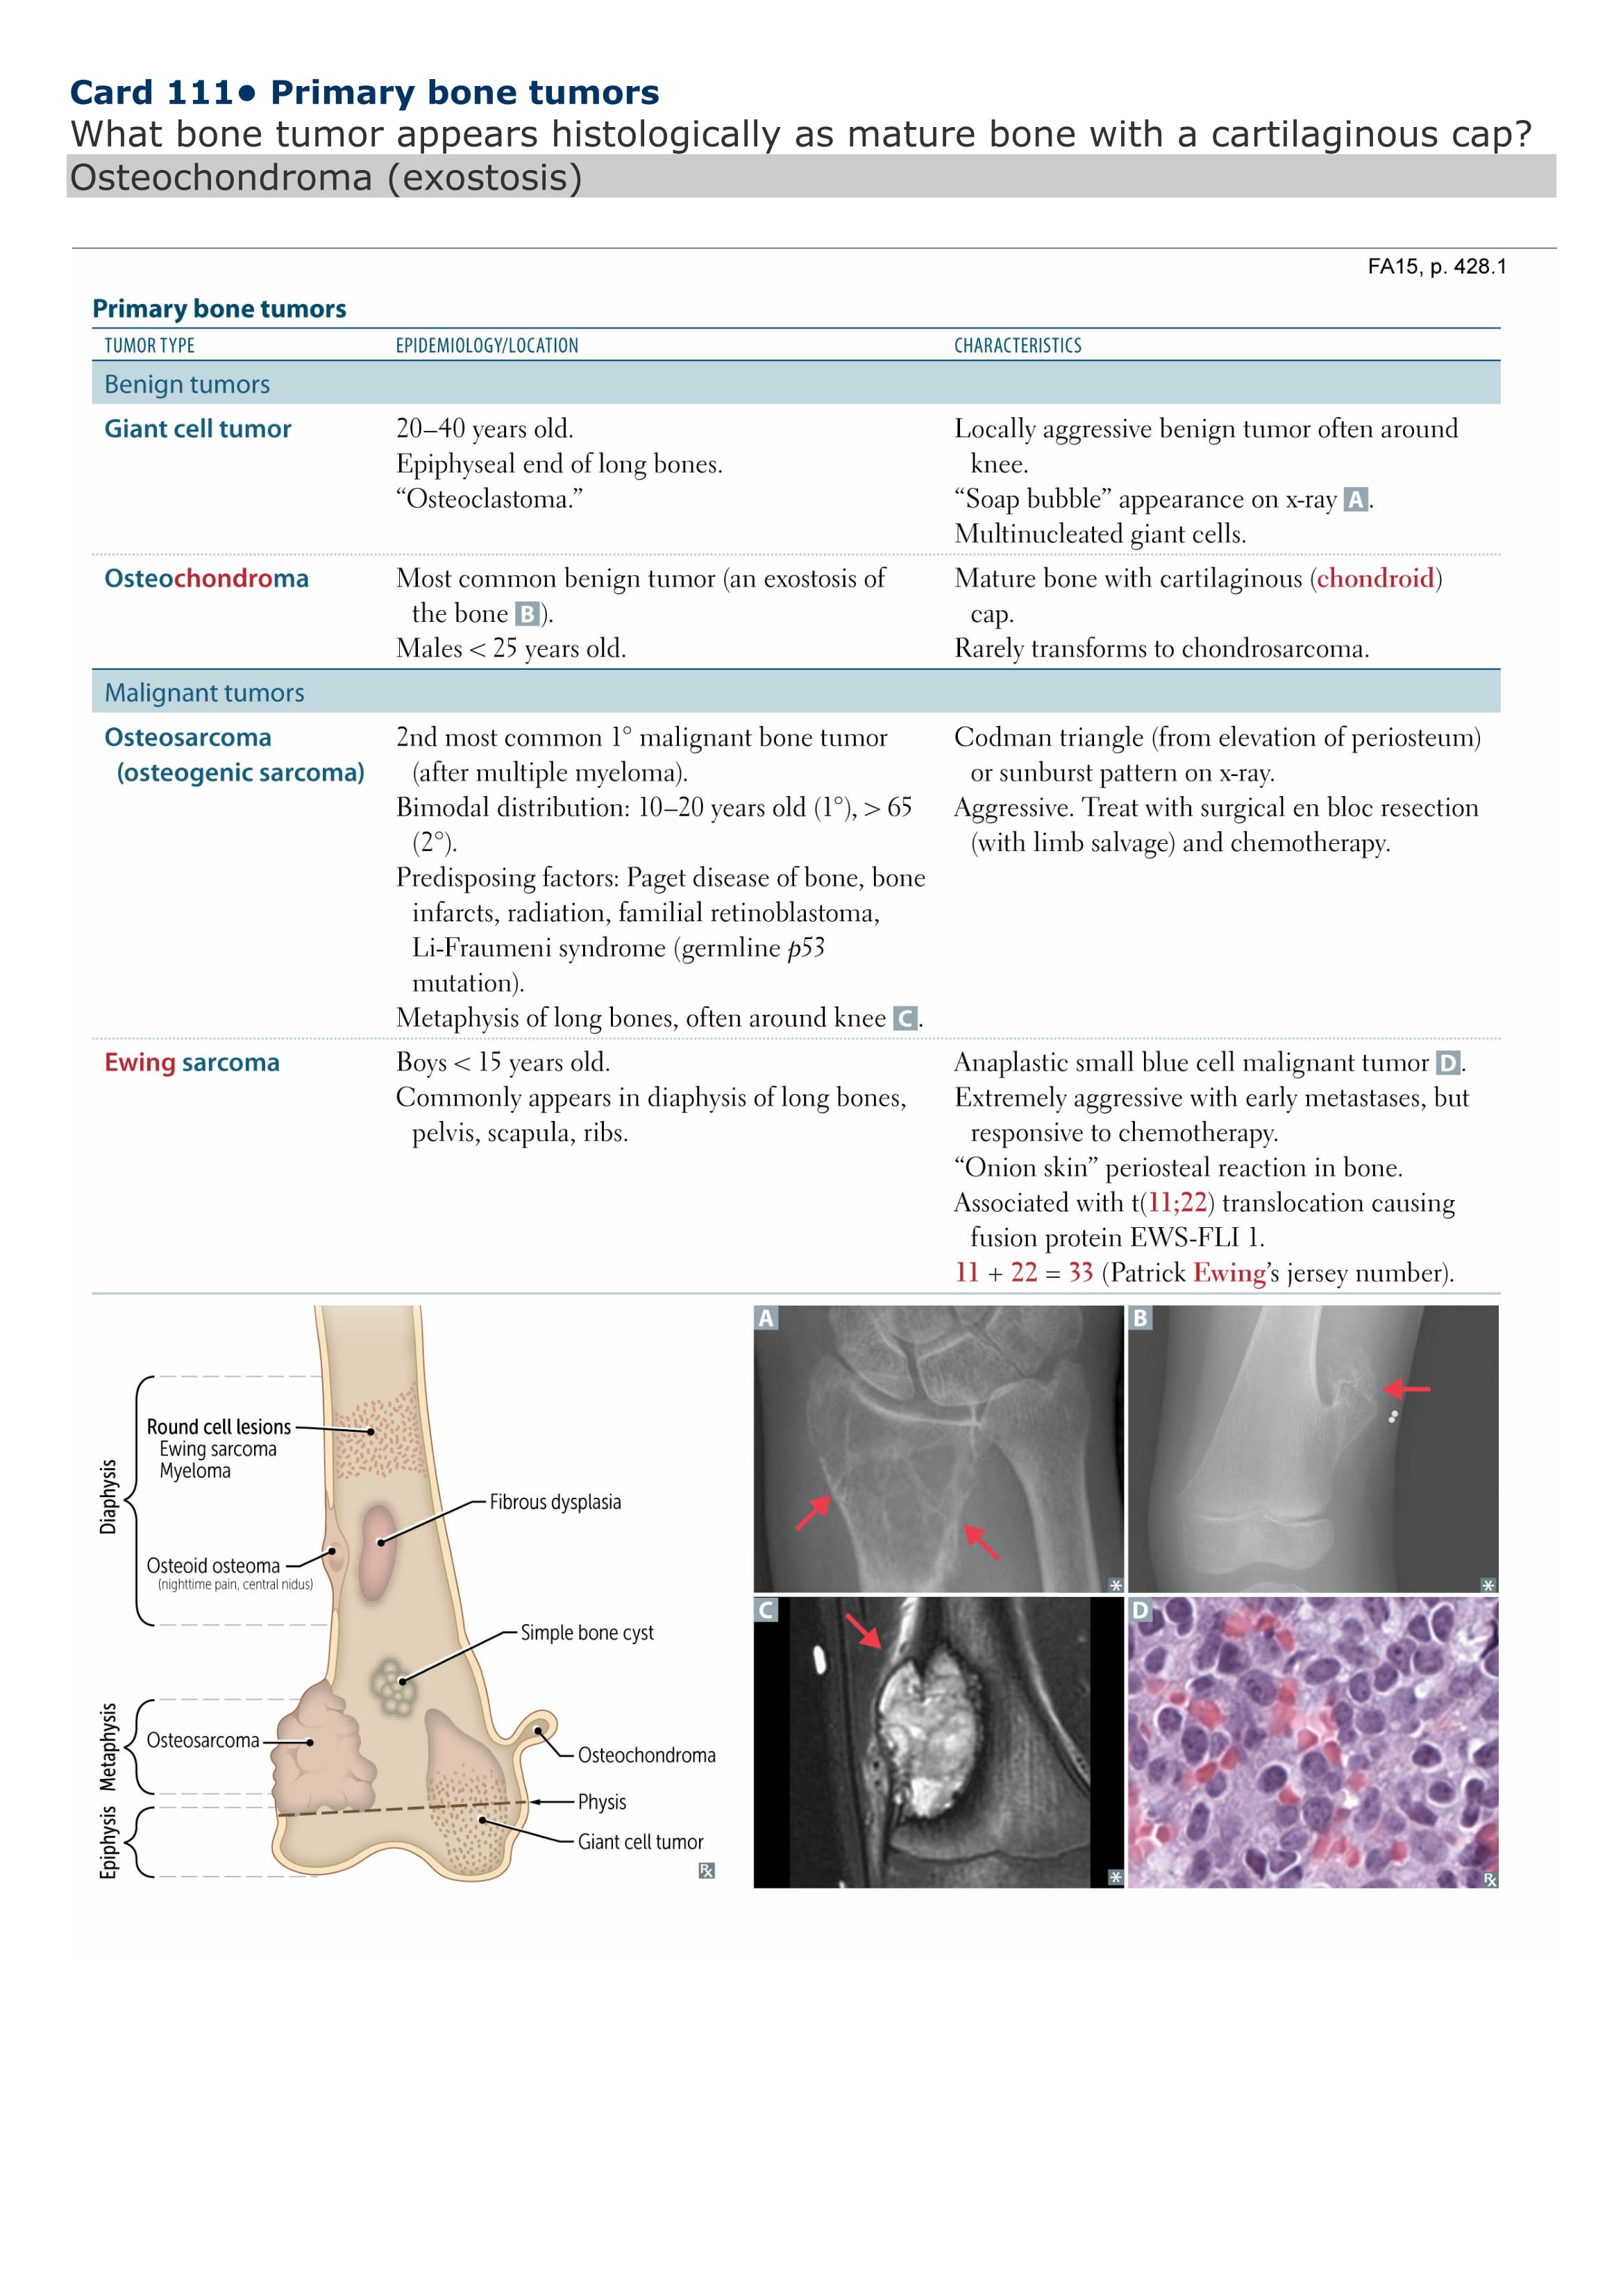 Card 111• Primary bone tumors
What bone tumor appears histologically as mature bone with a cartilaginous cap?
Osteochondroma (exostosis)
FA15, p. 428.1
Primary bone tumors
TUMOR TYPE EPIDEMIOLOGY/LOCATION CHARACTERISTICS
Benign tumors
Giant cell tumor
20–40 years old.
Epiphyseal end of long bones.
“Osteoclastoma.”
Locally aggressive benign tumor often around
knee.
“Soap bubble” appearance on x-ray A.
Multinucleated giant cells.
Osteochondroma
Most common benign tumor (an exostosis of
the bone B).
Males < 25 years old.
Mature bone with cartilaginous (chondroid)
cap.
Rarely transforms to chondrosarcoma.
Malignant tumors
Osteosarcoma
(osteogenic sarcoma)
2nd most common 1° malignant bone tumor
(after multiple myeloma).
Bimodal distribution: 10–20 years old (1°), > 65
(2°).
Predisposing factors: Paget disease of bone, bone
infarcts, radiation, familial retinoblastoma,
Li-Fraumeni syndrome (germline p53
mutation).
Metaphysis of long bones, often around knee C.
Codman triangle (from elevation of periosteum)
or sunburst pattern on x-ray.
Aggressive. Treat with surgical en bloc resection
(with limb salvage) and chemotherapy.
Ewing sarcoma
Boys < 15 years old.
Commonly appears in diaphysis of long bones,
pelvis, scapula, ribs.
Anaplastic small blue cell malignant tumor D.
Extremely aggressive with early metastases, but
responsive to chemotherapy.
“Onion skin” periosteal reaction in bone.
Associated with t(11;22) translocation causing
fusion protein EWS-FLI 1.
11 + 22 = 33 (Patrick Ewing’s jersey number).
Diaphysis
Round cell lesions
Ewing sarcoma
Myeloma
Fibrous dysplasia
Osteoid osteoma
(nighttime pain, central nidus)
Simple bone cyst
Metaphysis
Osteosarcoma
Osteochondroma
Physis
Epiphysis
Giant cell tumor
℞
A
*
B
*
C
*
D
℞